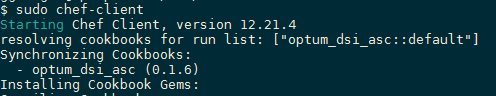 $ sudo chef-client
Starting Chef Client, version 12.21.4
resolving cookbooks for run list: ["optum_dsi_asc::default"]
Synchronizing Cookbooks:
  - optum_dsi_asc (0.1.6)
Installing Cookbook Gems: